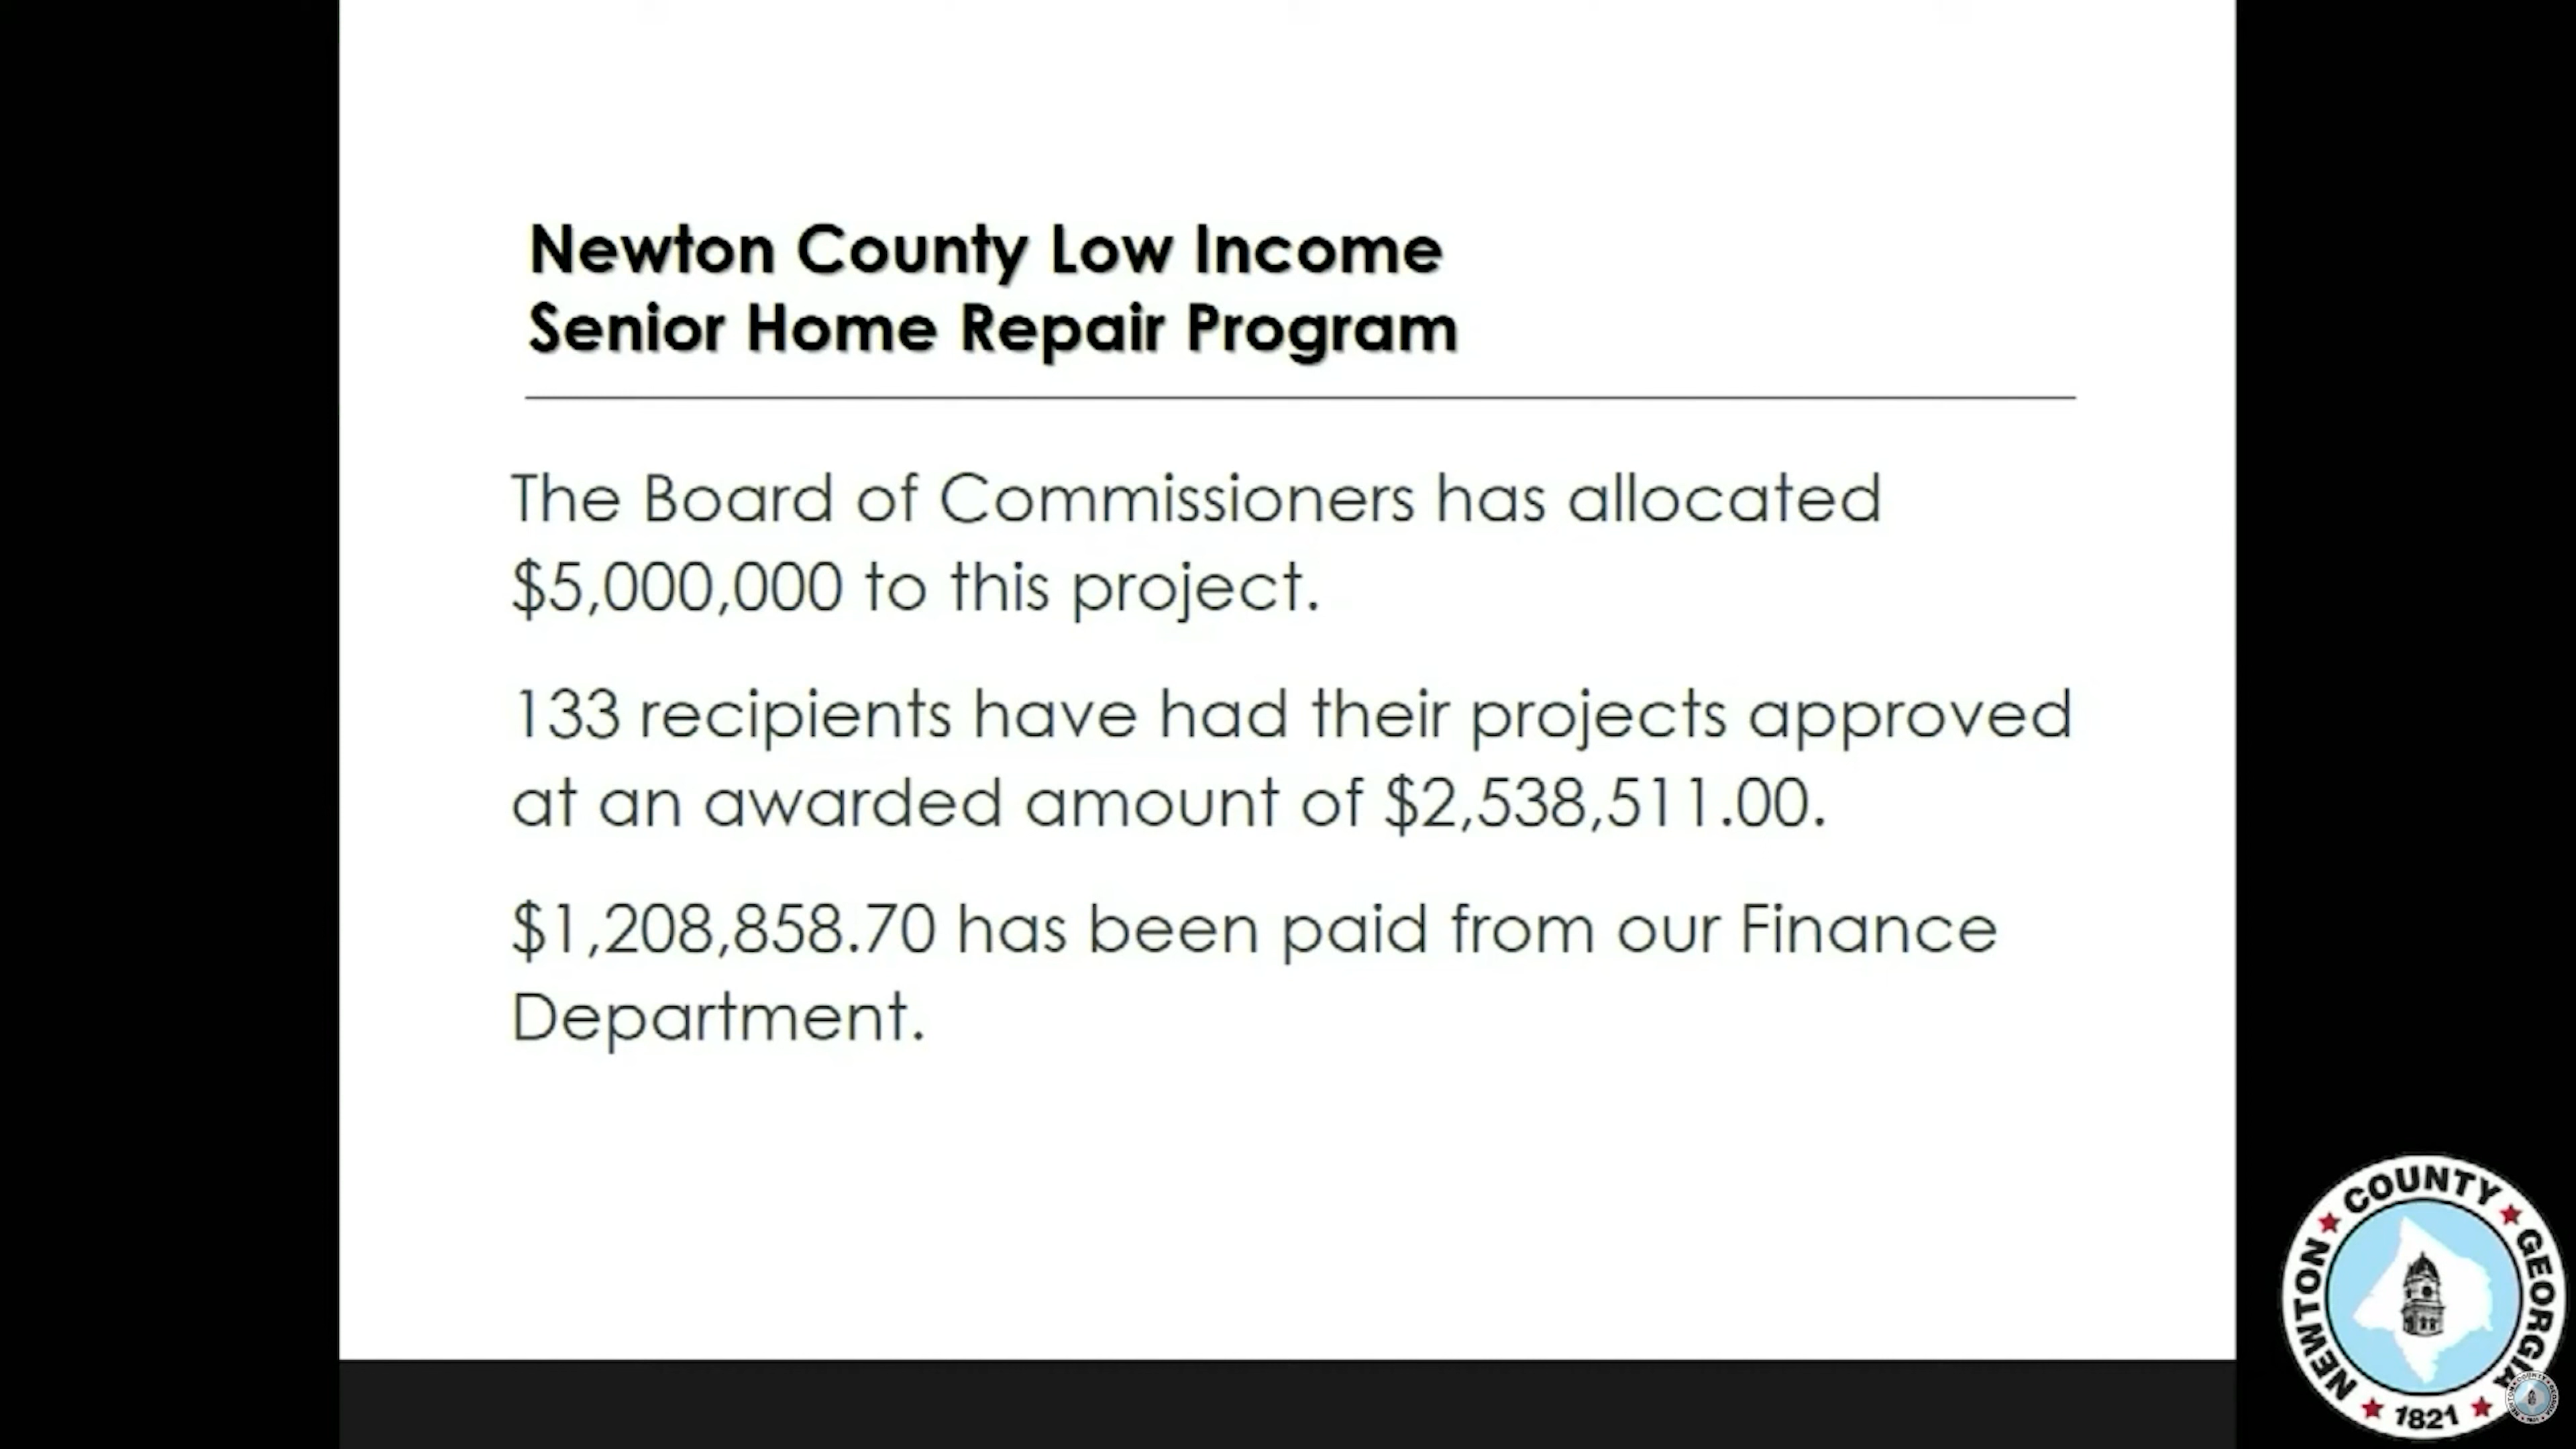 Newton County Low Income
Senior Home Repair Program
The Board of Commissioners has allocated
$5,000,000 to this project.
133 recipients have had their projects approved
at an awarded amount of $2,538,511.00.
$1,208,858.70 has been paid from our Finance
Department.
NEWTON ★ COUNTY ★ GEORGIA
★ 1821 ★